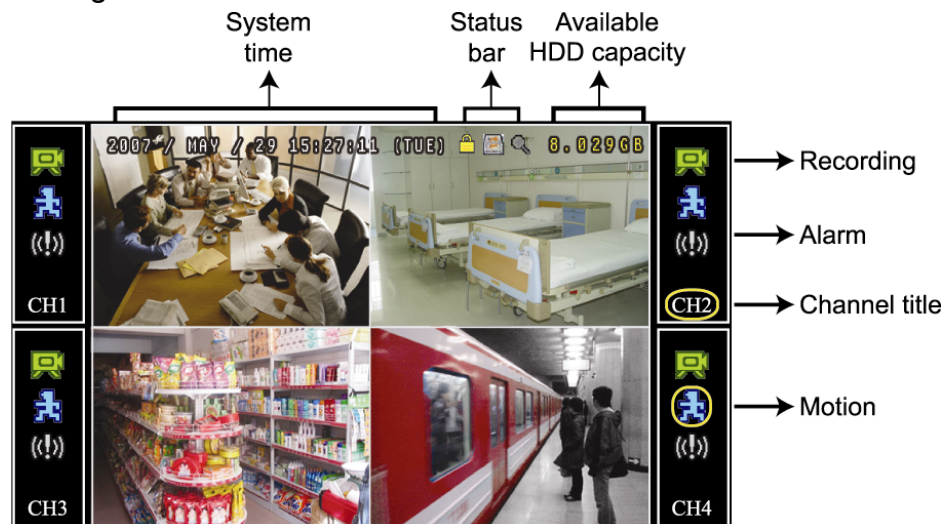 System time
Status bar
Available HDD capacity
2007 / MAY / 29 15:27:11 (TUE)
8.029GB
Recording
Alarm
CH1
CH2
Channel title
Motion
CH3
CH4